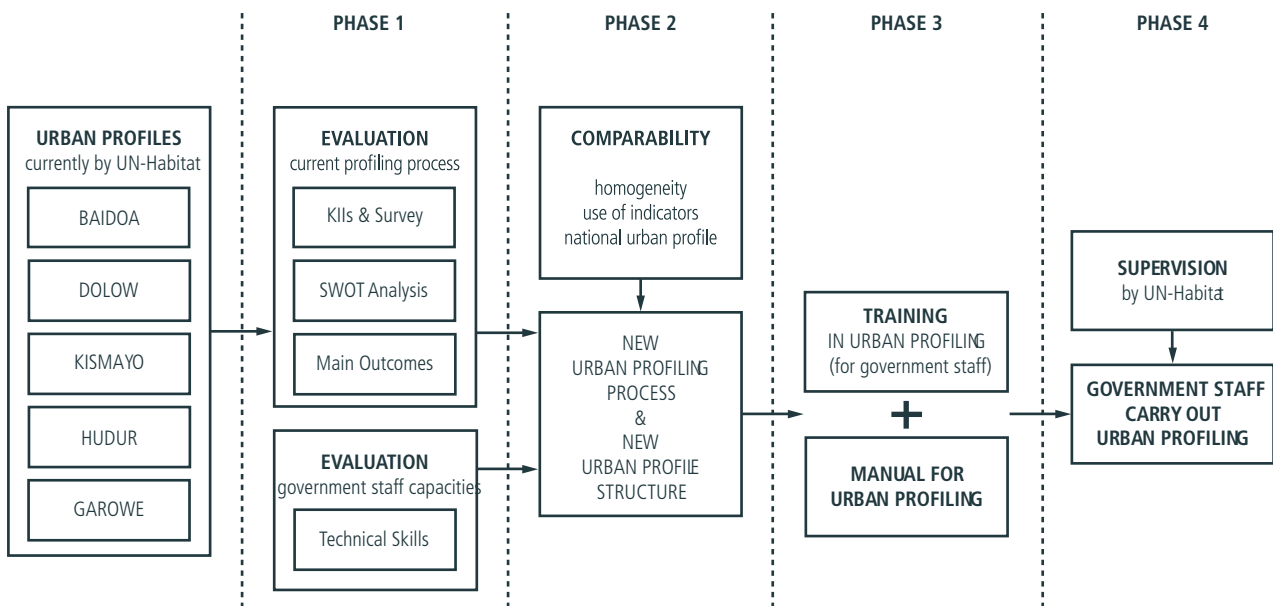 PHASE 1
PHASE 2
PHASE 3
PHASE 4
URBAN PROFILES
currently by UN-Habitat
BAIDOA
DOLOW
KISMAYO
HUDUR
GAROWE
EVALUATION
current profiling process
KIIs & Survey
SWOT Analysis
Main Outcomes
EVALUATION
government staff capacities
Technical Skills
COMPARABILITY
homogeneity
use of indicators
national urban profile
NEW
URBAN PROFILING
PROCESS
&
NEW
URBAN PROFILE
STRUCTURE
TRAINING
IN URBAN PROFILING
(for government staff)
+
MANUAL FOR
URBAN PROFILING
SUPERVISION
by UN-Habitat
GOVERNMENT STAFF
CARRY OUT
URBAN PROFILING